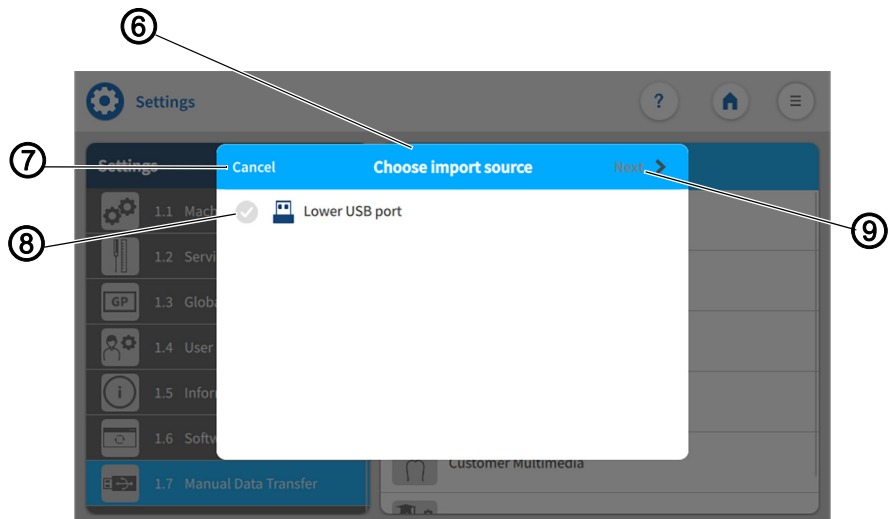 ⑥
Settings
?
⑦
Settings
Cancel
Choose import source
Next
⑧
⑨
Lower USB port
1.1 Mach
1.2 Servi
GP 1.3 Globa
1.4 User
i 1.5 Infor
1.6 Softw
1.7 Manual Data Transfer
Customer Multimedia